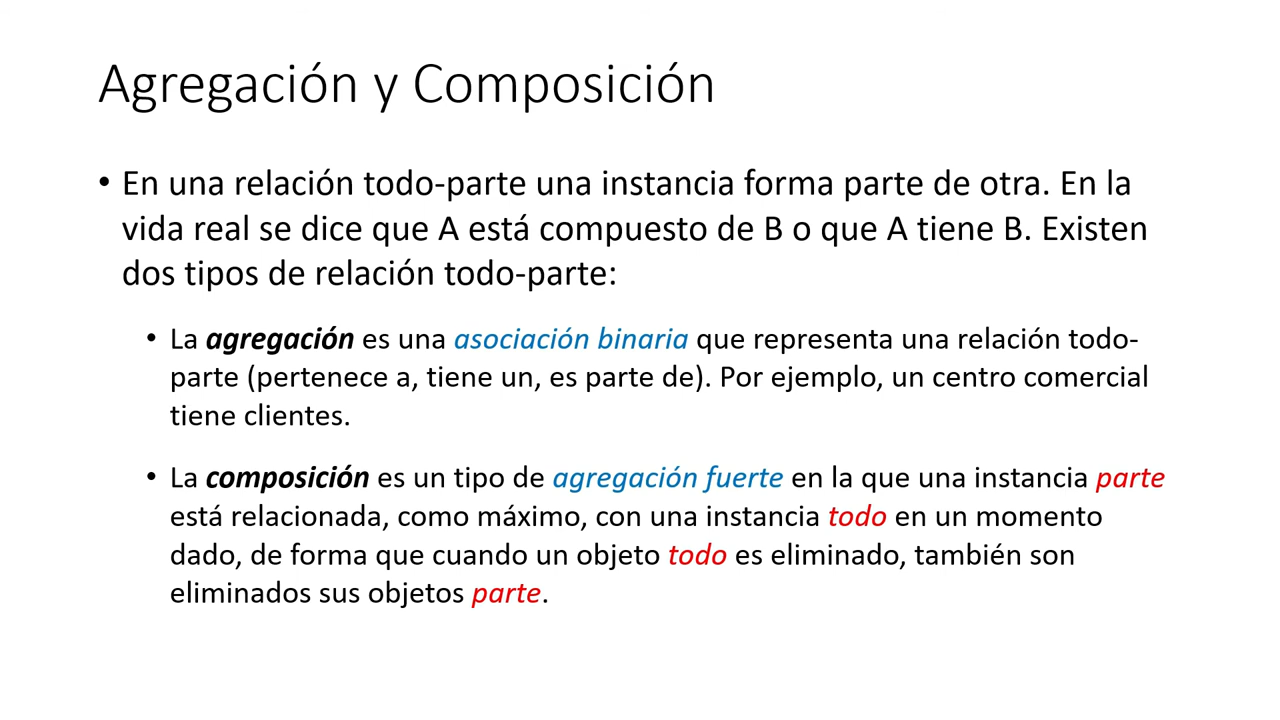 Agregación y Composición
• En una relación todo-parte una instancia forma parte de otra. En la
vida real se dice que A está compuesto de B o que A tiene B. Existen
dos tipos de relación todo-parte:
• La agregación es una asociación binaria que representa una relación todo-
parte (pertenece a, tiene un, es parte de). Por ejemplo, un centro comercial
tiene clientes.
• La composición es un tipo de agregación fuerte en la que una instancia parte
está relacionada, como máximo, con una instancia todo en un momento
dado, de forma que cuando un objeto todo es eliminado, también son
eliminados sus objetos parte.